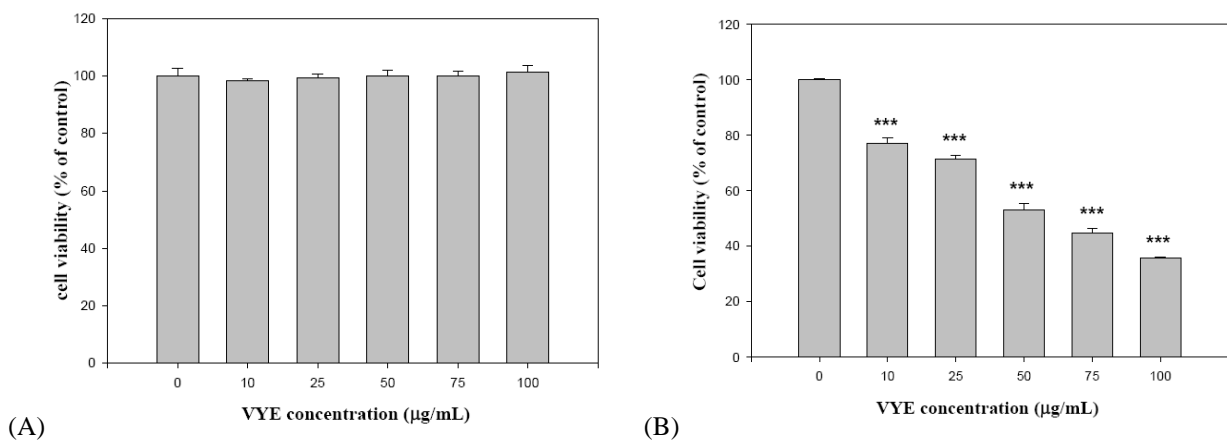 120
100
80
60
40
20
0
cell viability (% of control)
0 10 25 50 75 100
VYE concentration (μg/mL)
(A)
120
100
80
60
40
20
0
Cell viability (% of control)
***
***
***
***
***
0 10 25 50 75 100
VYE concentration (μg/mL)
(B)